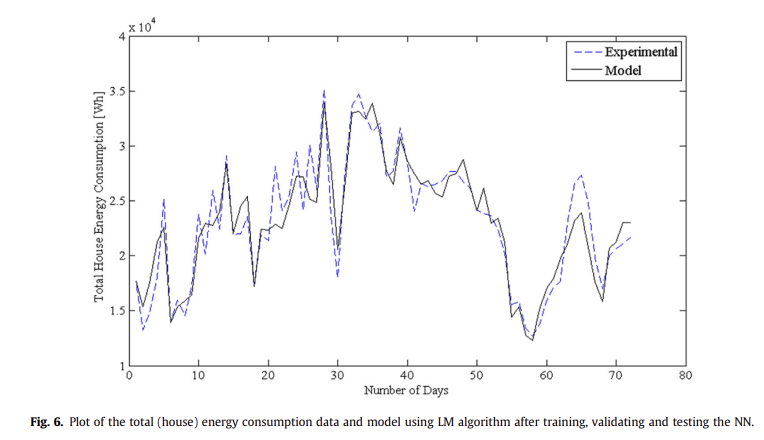 x 10^4
4
3.5
3
2.5
2
1.5
1
0
10
20
30
40
50
60
70
80
Total House Energy Consumption [Wh]
Number of Days
Experimental
Model
Fig. 6. Plot of the total (house) energy consumption data and model using LM algorithm after training, validating and testing the NN.